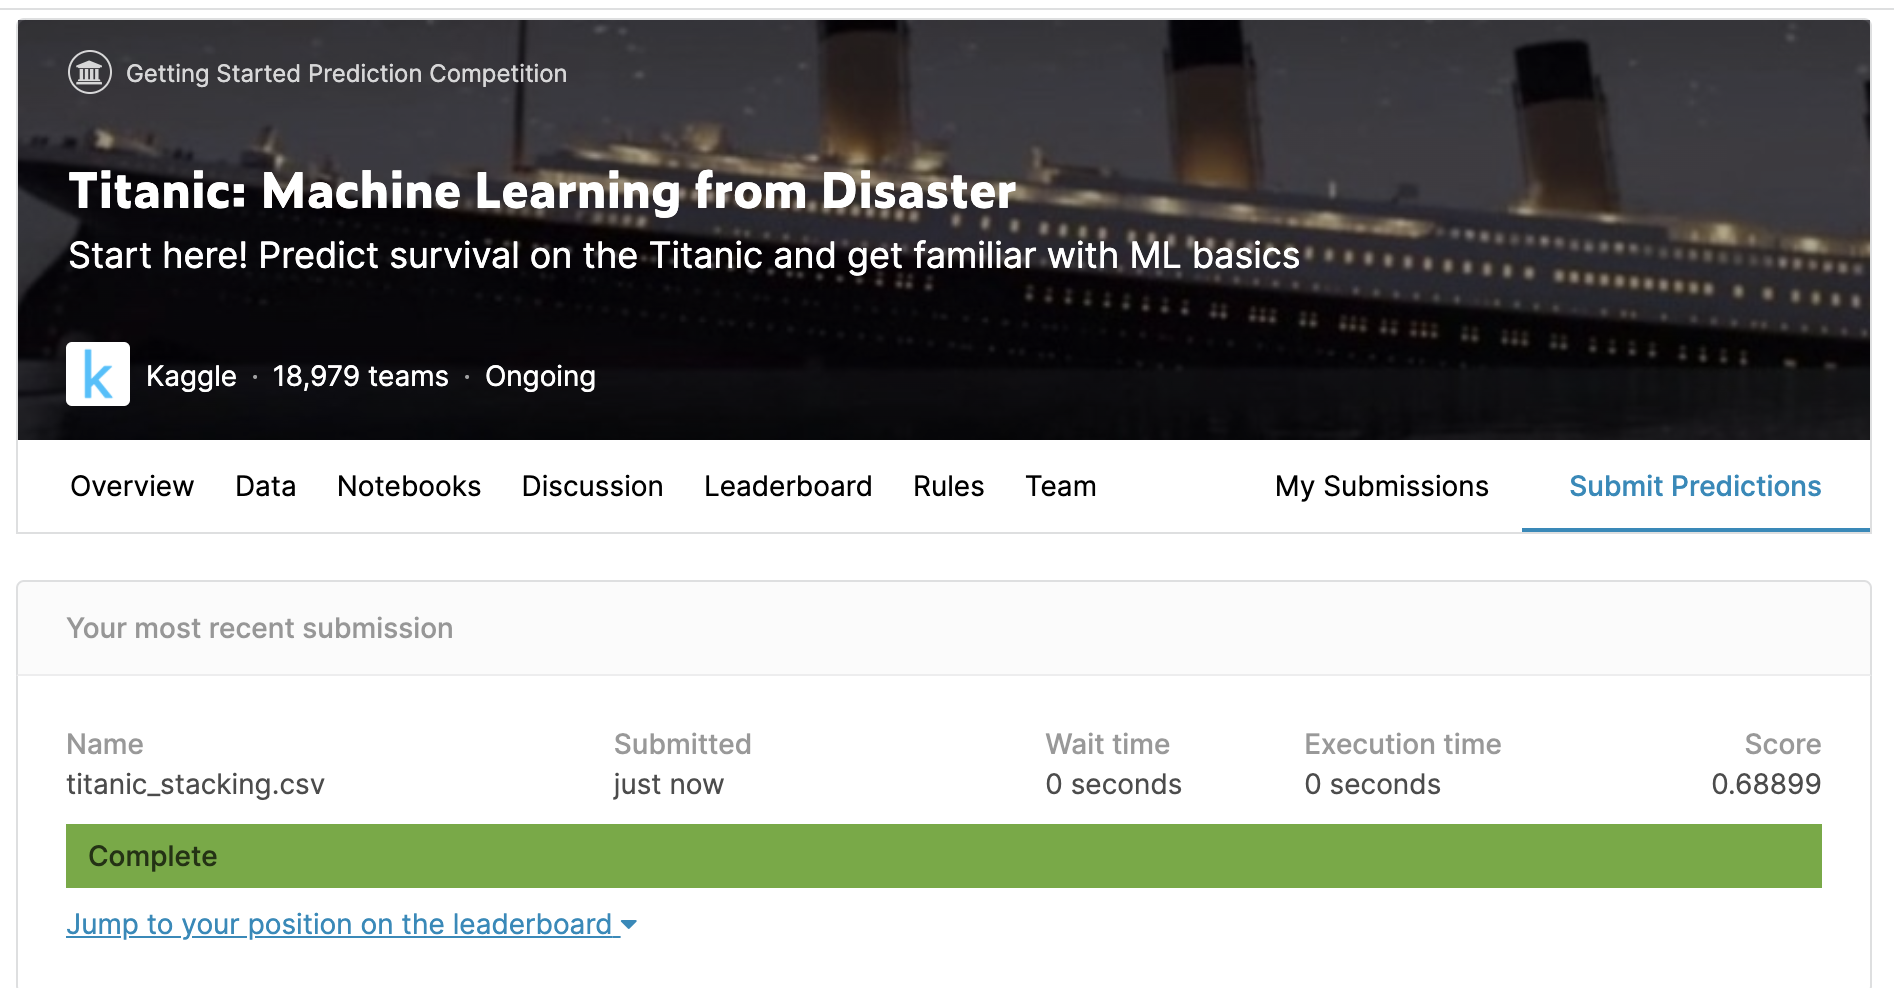 Getting Started Prediction Competition
Titanic: Machine Learning from Disaster
Start here! Predict survival on the Titanic and get familiar with ML basics
k
Kaggle · 18,979 teams · Ongoing
Overview Data Notebooks Discussion Leaderboard Rules Team My Submissions Submit Predictions
Your most recent submission
Name Submitted Wait time Execution time Score
titanic_stacking.csv just now 0 seconds 0 seconds 0.68899
Complete
Jump to your position on the leaderboard